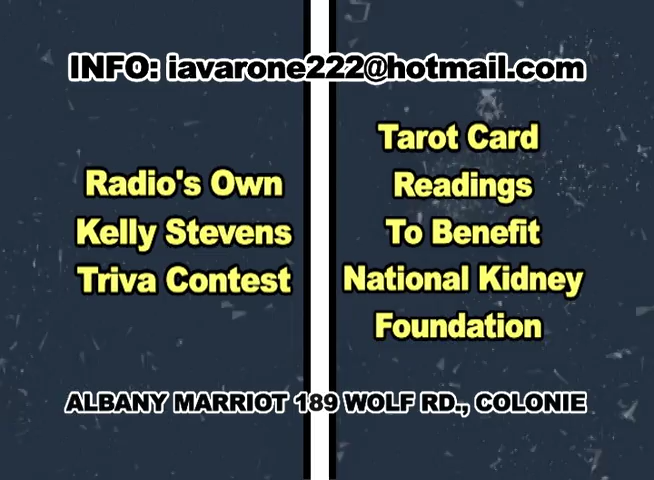 INFO: iavarone222@hotmail.com
Radio's Own
Kelly Stevens
Triva Contest
Tarot Card
Readings
To Benefit
National Kidney
Foundation
ALBANY MARRIOT 189 WOLF RD., COLONIE